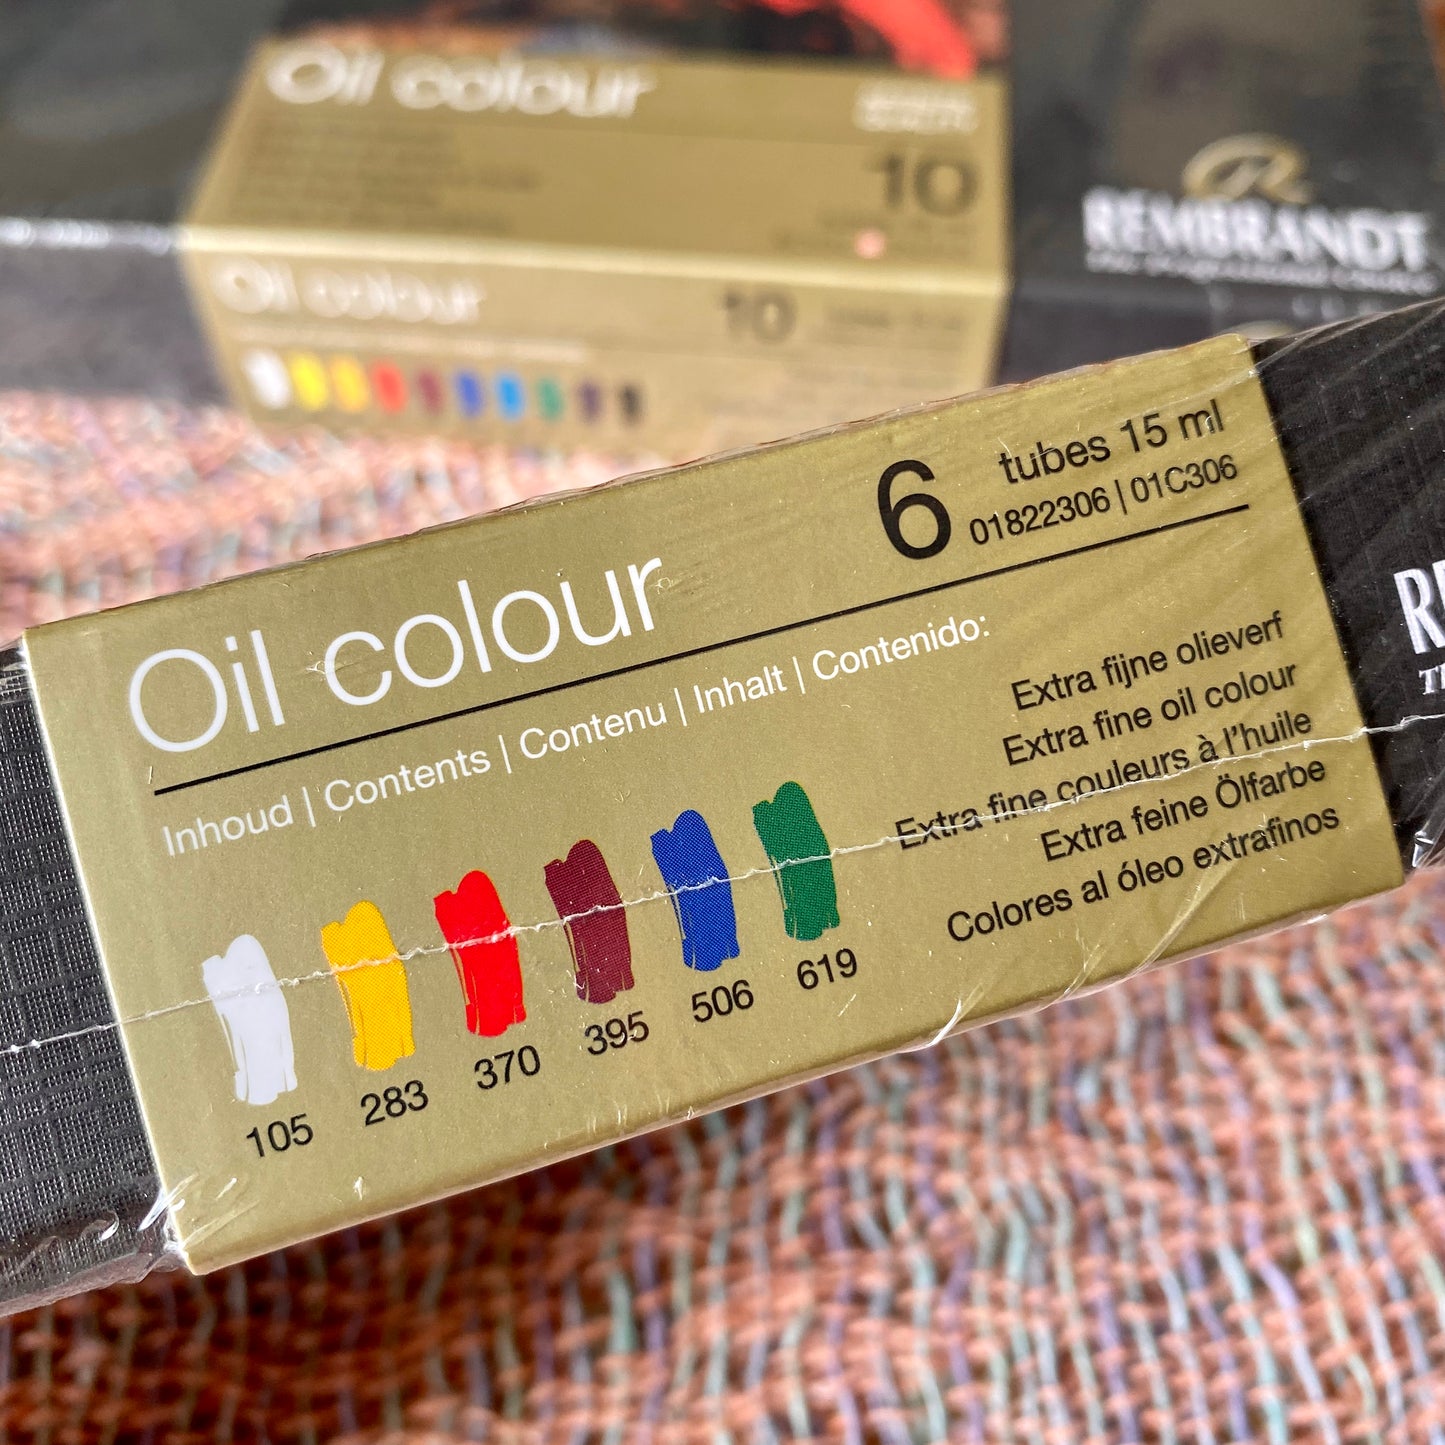 Oil colour
10
REMBRANDT
Oil colour
10
6 tubes 15 ml
01822306 | 01C306
Oil colour
Inhoud | Contents | Contenu | Inhalt | Contenido:
Extra fijne olieverf
Extra fine oil colour
Extra fine couleurs à l'huile
Extra feine Ölfarbe
Colores al óleo extrafinos
105 283 370 395 506 619